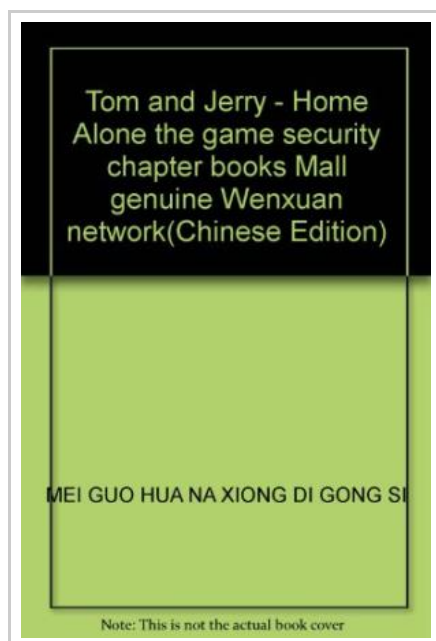 Tom and Jerry - Home
Alone the game security
chapter books Mall
genuine Wenxuan
network(Chinese Edition)
MEI GUO HUA NA XIONG DI GONG SI
Note: This is not the actual book cover